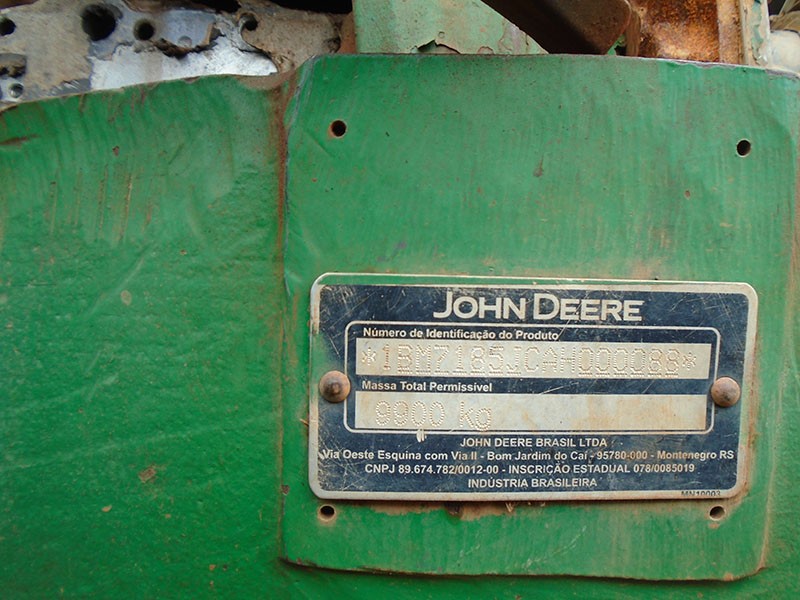 JOHN DEERE
Número de Identificação do Produto
*1BM7185JCAH000088*
Massa Total Permissível
9900 kg
JOHN DEERE BRASIL LTDA
Via Oeste Esquina com Via II - Bom Jardim do Caí - 95780-000 - Montenegro RS
CNPJ 89.674.782/0012-00 - INSCRIÇÃO ESTADUAL 078/0085019
INDÚSTRIA BRASILEIRA
MN10003